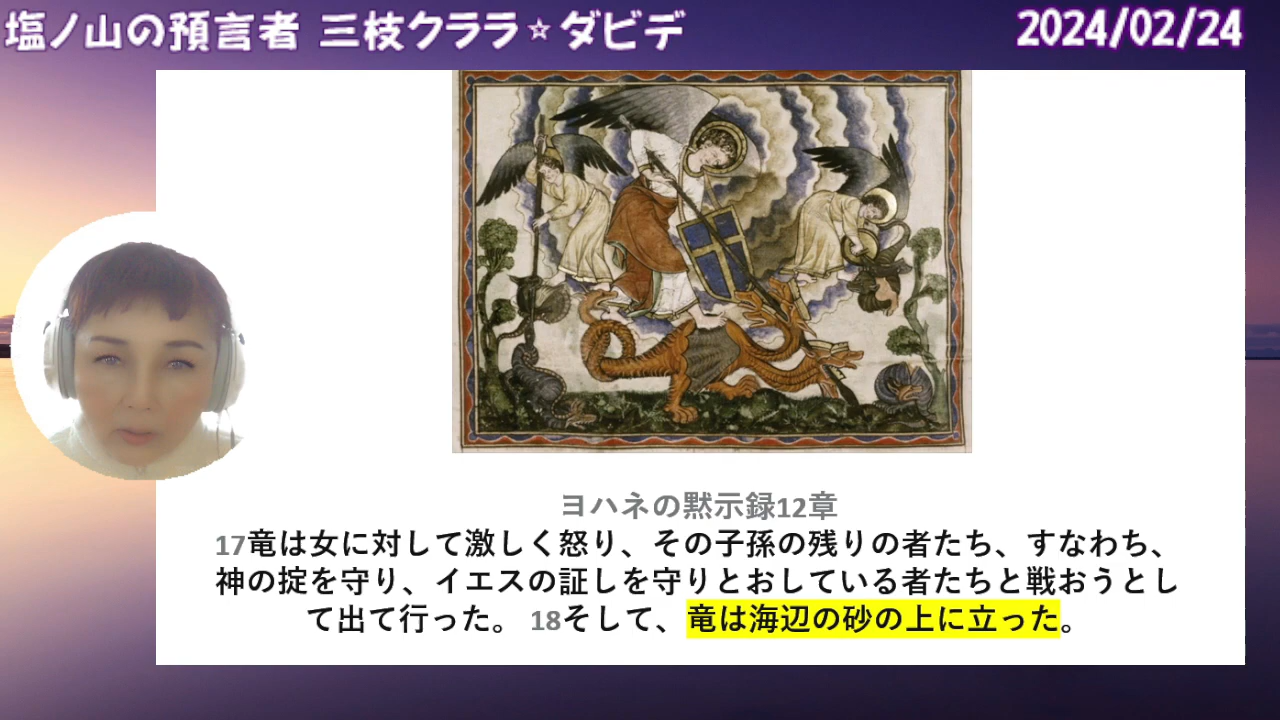 塩ノ山の預言者 三枝クララ☆ダビデ
2024/02/24
ヨハネの黙示録12章
17竜は女に対して激しく怒り、その子孫の残りの者たち、すなわち、
神の掟を守り、イエスの証しを守りとおしている者たちと戦おうとし
て出て行った。 18そして、竜は海辺の砂の上に立った。